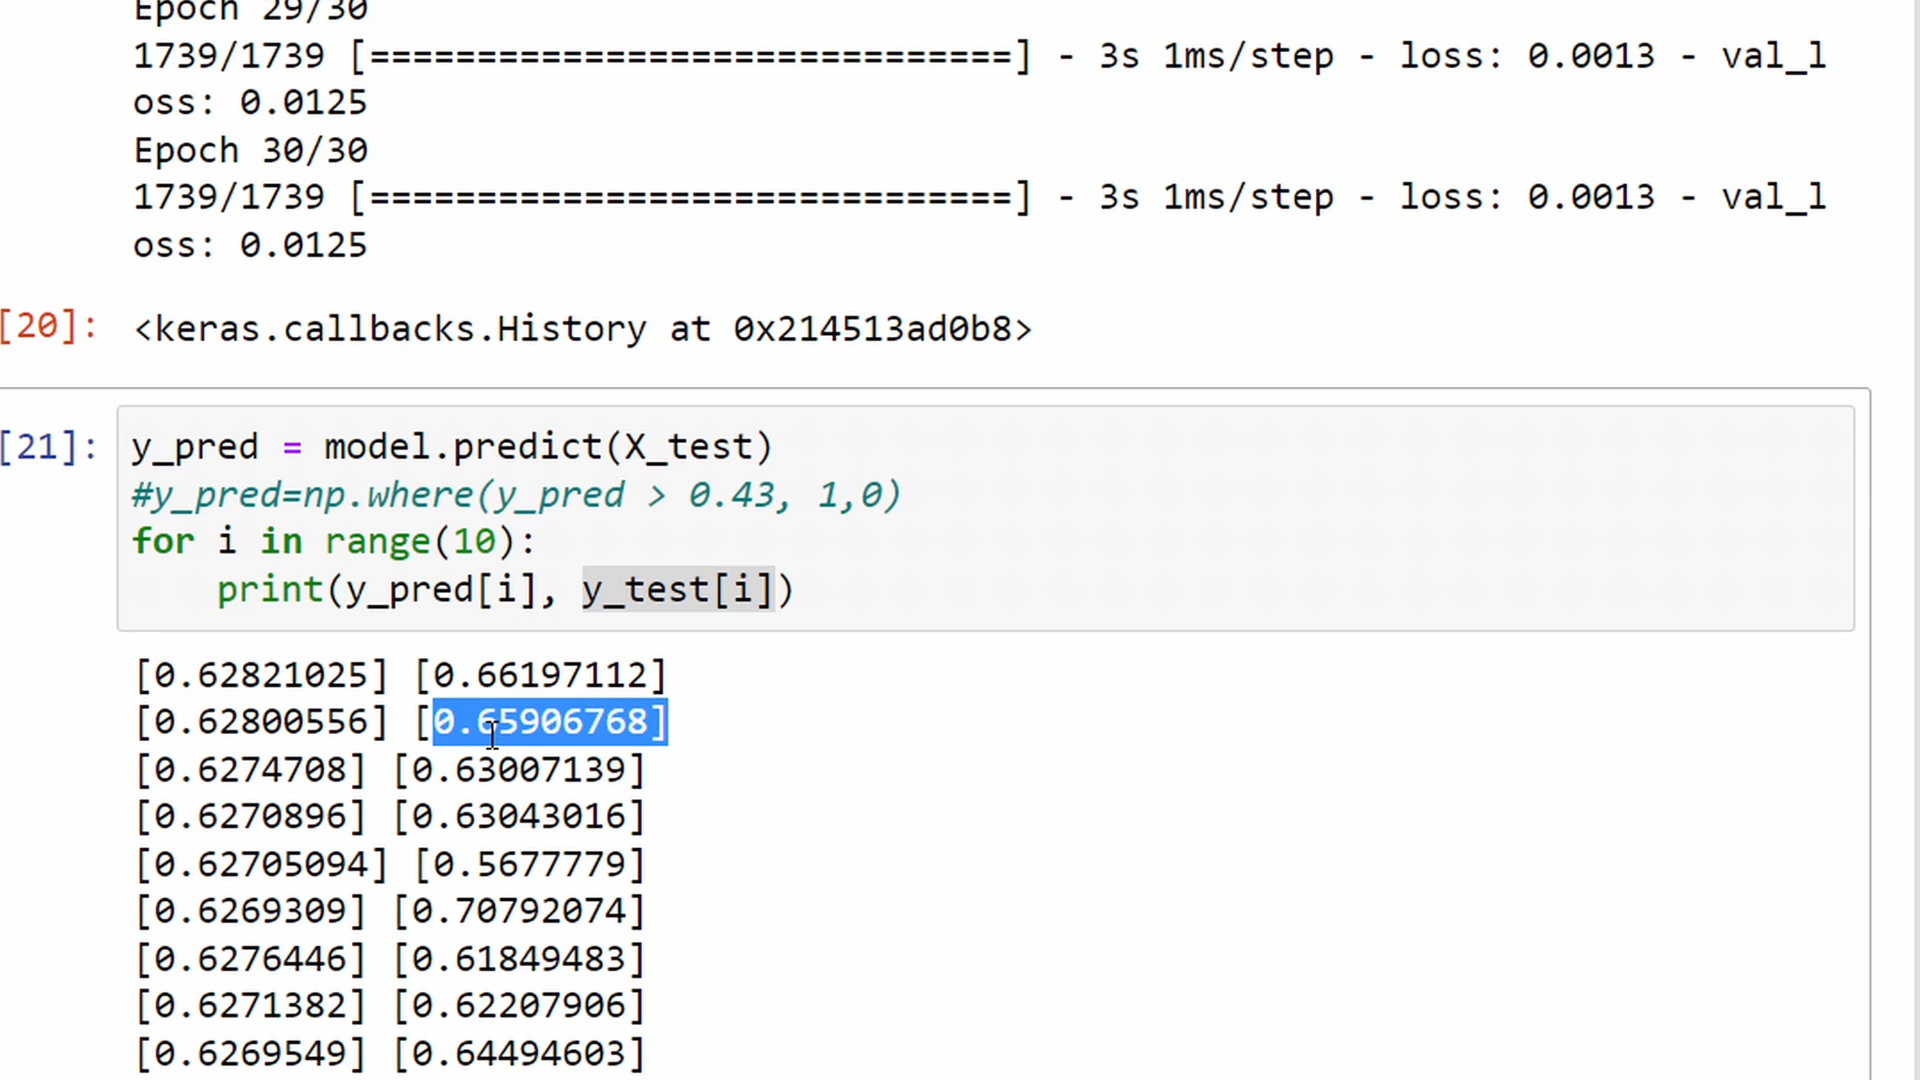 Epoch 29/30
1739/1739 [==============================] - 3s 1ms/step - loss: 0.0013 - val_l
oss: 0.0125
Epoch 30/30
1739/1739 [==============================] - 3s 1ms/step - loss: 0.0013 - val_l
oss: 0.0125
[20]: <keras.callbacks.History at 0x214513ad0b8>
[21]: y_pred = model.predict(X_test)
#y_pred=np.where(y_pred > 0.43, 1,0)
for i in range(10):
    print(y_pred[i], y_test[i])
[0.62821025] [0.66197112]
[0.62800556] [0.65906768]
[0.6274708] [0.63007139]
[0.6270896] [0.63043016]
[0.62705094] [0.5677779]
[0.6269309] [0.70792074]
[0.6276446] [0.61849483]
[0.6271382] [0.62207906]
[0.6269549] [0.64494603]